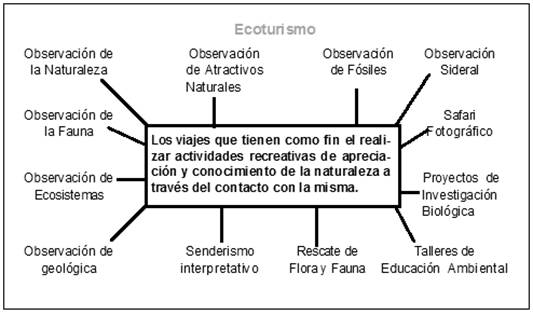 Ecoturismo
Observación de
la Naturaleza
Observación
de Atractivos
Naturales
Observación
de Fósiles
Observación
Sideral
Observación de
la Fauna
Safari
Fotográfico
Los viajes que tienen como fin el reali-
zar actividades recreativas de aprecia-
ción y conocimiento de la naturaleza a
través del contacto con la misma.
Observación de
Ecosistemas
Proyectos de
Investigación
Biológica
Observación de
geológica
Senderismo
interpretativo
Rescate de
Flora y Fauna
Talleres de
Educación Ambiental